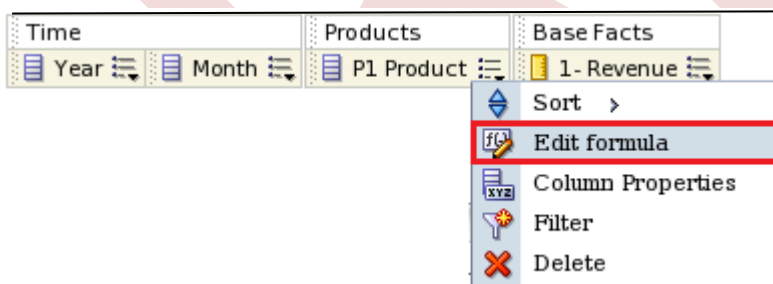 Time Products Base Facts
Year Month P1 Product 1- Revenue
Sort >
Edit formula
Column Properties
Filter
Delete